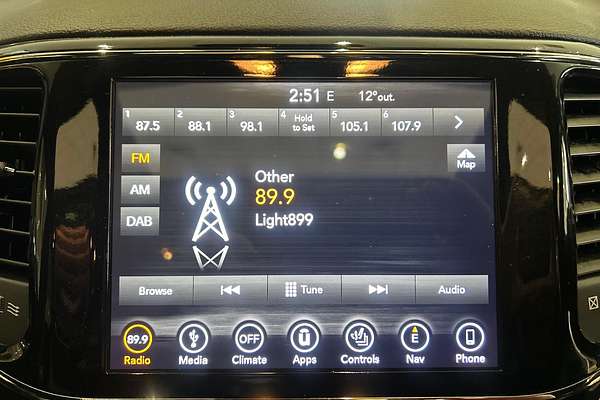 2:51 E 12°out.
1 87.5 2 88.1 3 98.1 4 Hold to Set 5 105.1 6 107.9
FM
Map
Other
AM
89.9
DAB
Light899
Browse Tune Audio
89.9 OFF E
Radio Media Climate Apps Controls Nav Phone